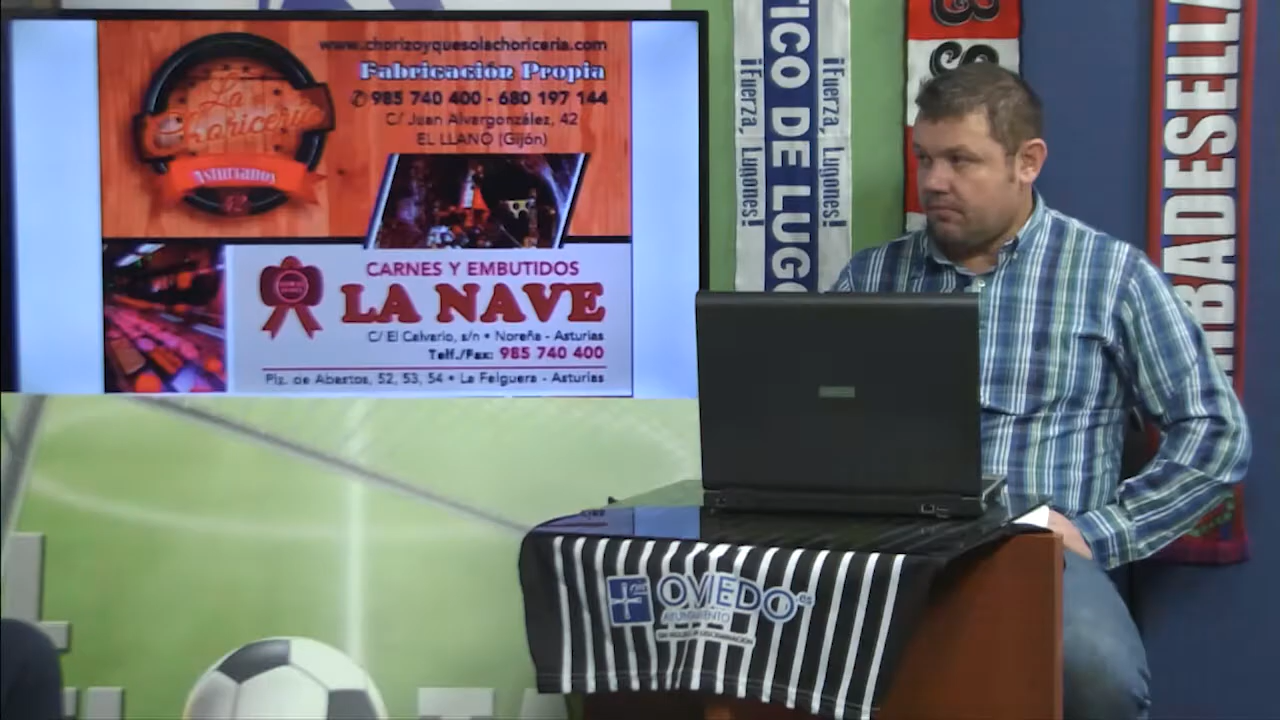 www.chorizoyquesolachoriceria.com
Fabricación Propia
985 740 400 - 680 197 144
C/ Juan Alvargonzález, 42
EL LLANO (Gijón)
La Choricería
Asturianos
CARNES Y EMBUTIDOS
LA NAVE
C/ El Calvario, s/n • Noreña - Asturias
Telf./Fax: 985 740 400
Plz. de Abastos, 52, 53, 54 • La Felguera - Asturias
¡Fuerza, Lugones!
TICO DE LUGO
¡Fuerza, Lugones!
IBADESELLA
OVIEDO.es
AYUNTAMIENTO